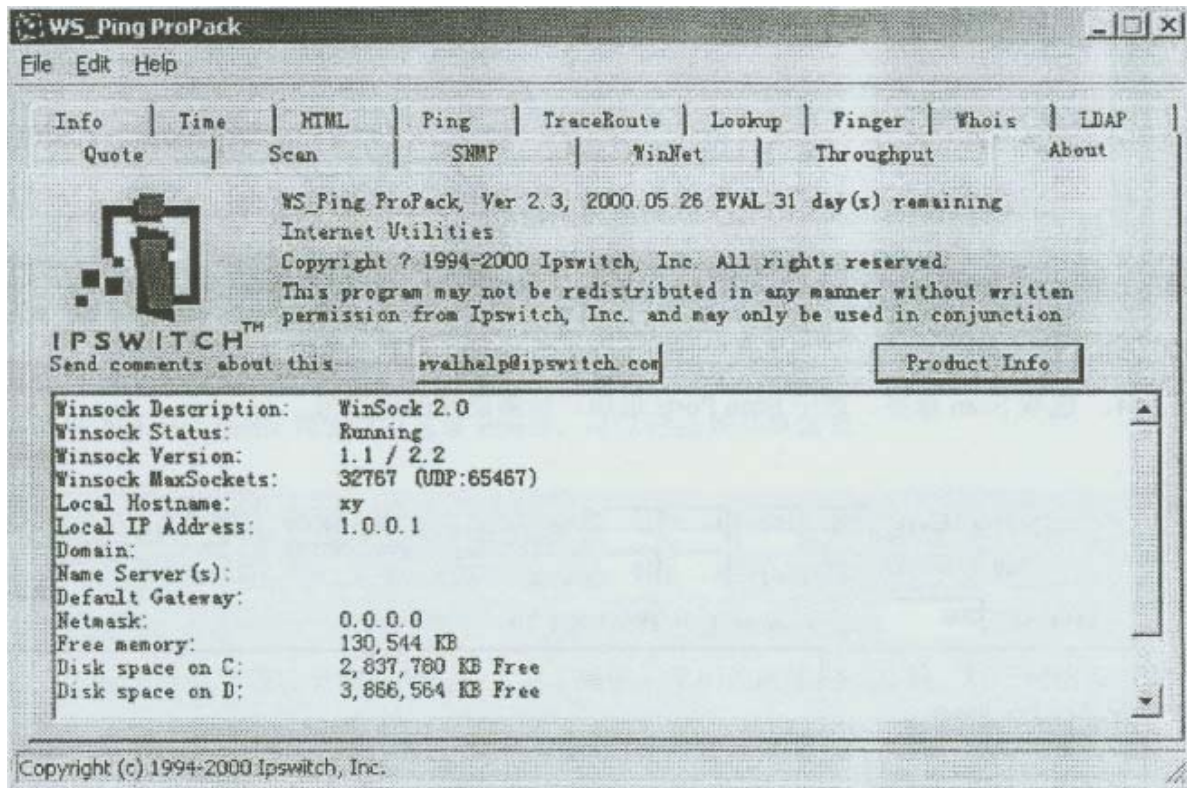 WS_Ping ProPack
File Edit Help
Info Time HTML Ping TraceRoute Lookup Finger Whois LDAP
Quote Scan SNMP WinNet Throughput About
WS_Ping ProPack, Ver 2.3, 2000.05.26 EVAL 31 day(s) remaining
Internet Utilities
Copyright ? 1994-2000 Ipswitch, Inc. All rights reserved.
This program may not be redistributed in any manner without written
permission from Ipswitch, Inc. and may only be used in conjunction
IPSWITCH™
Send comments about this evalhelp@ipswitch.com Product Info
Winsock Description: WinSock 2.0
Winsock Status: Running
Winsock Version: 1.1 / 2.2
Winsock MaxSockets: 32767 (UDP:65467)
Local Hostname: xy
Local IP Address: 1.0.0.1
Domain:
Name Server(s):
Default Gateway:
Netmask: 0.0.0.0
Free memory: 130,544 KB
Disk space on C: 2,837,780 KB Free
Disk space on D: 3,866,564 KB Free
Copyright (c) 1994-2000 Ipswitch, Inc.